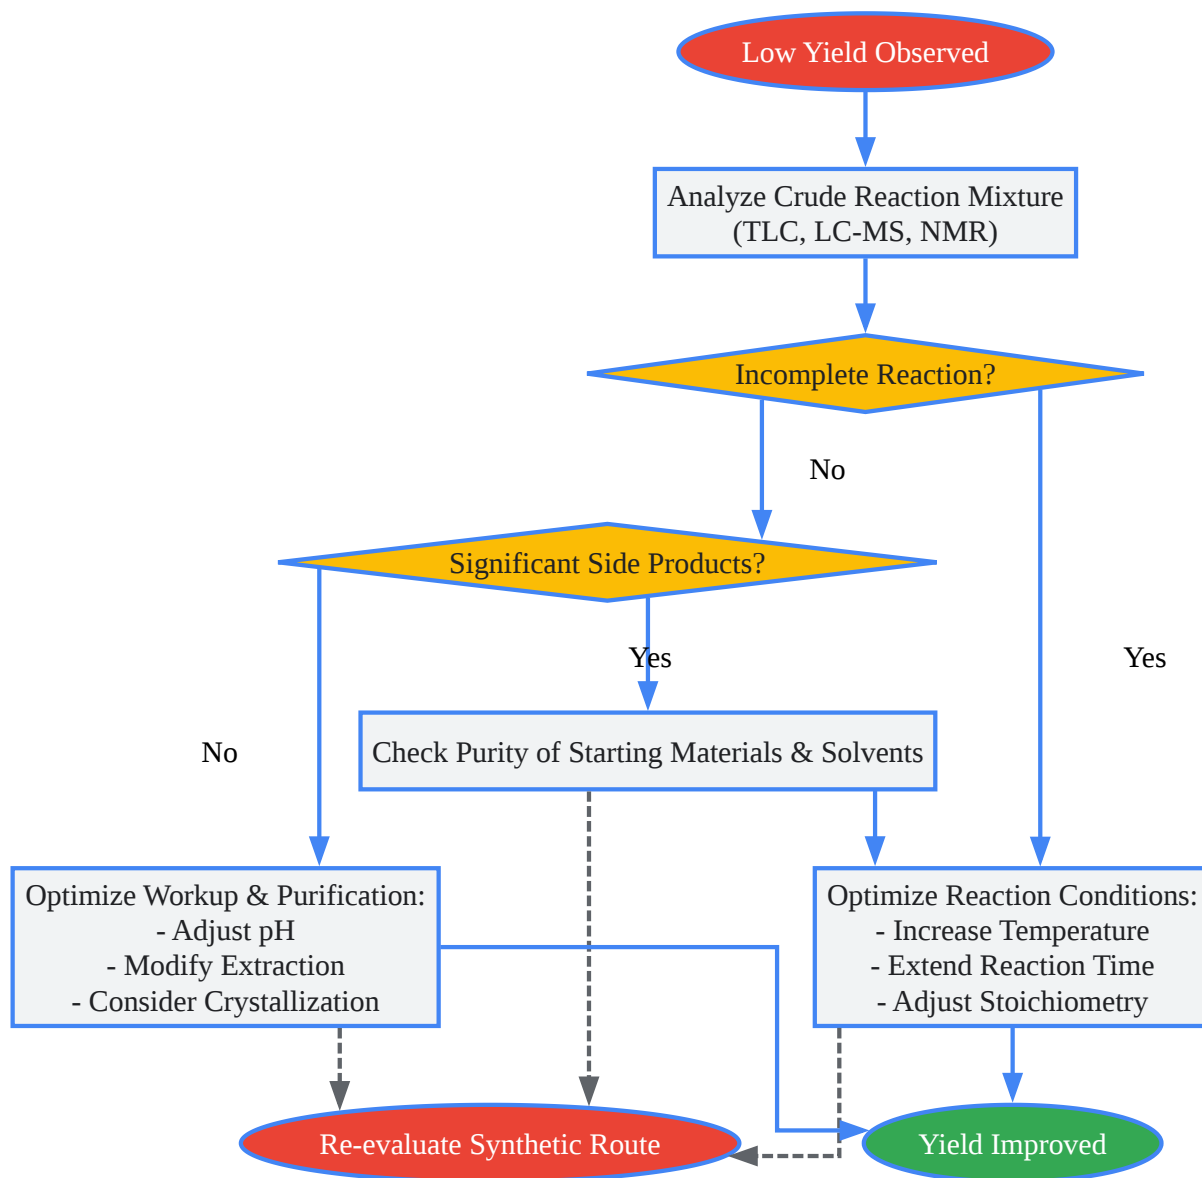 Low Yield Observed
Analyze Crude Reaction Mixture
(TLC, LC-MS, NMR)
Incomplete Reaction?
No
Significant Side Products?
Yes
Yes
No
Check Purity of Starting Materials & Solvents
Optimize Workup & Purification:
- Adjust pH
- Modify Extraction
- Consider Crystallization
Optimize Reaction Conditions:
- Increase Temperature
- Extend Reaction Time
- Adjust Stoichiometry
Re-evaluate Synthetic Route
Yield Improved